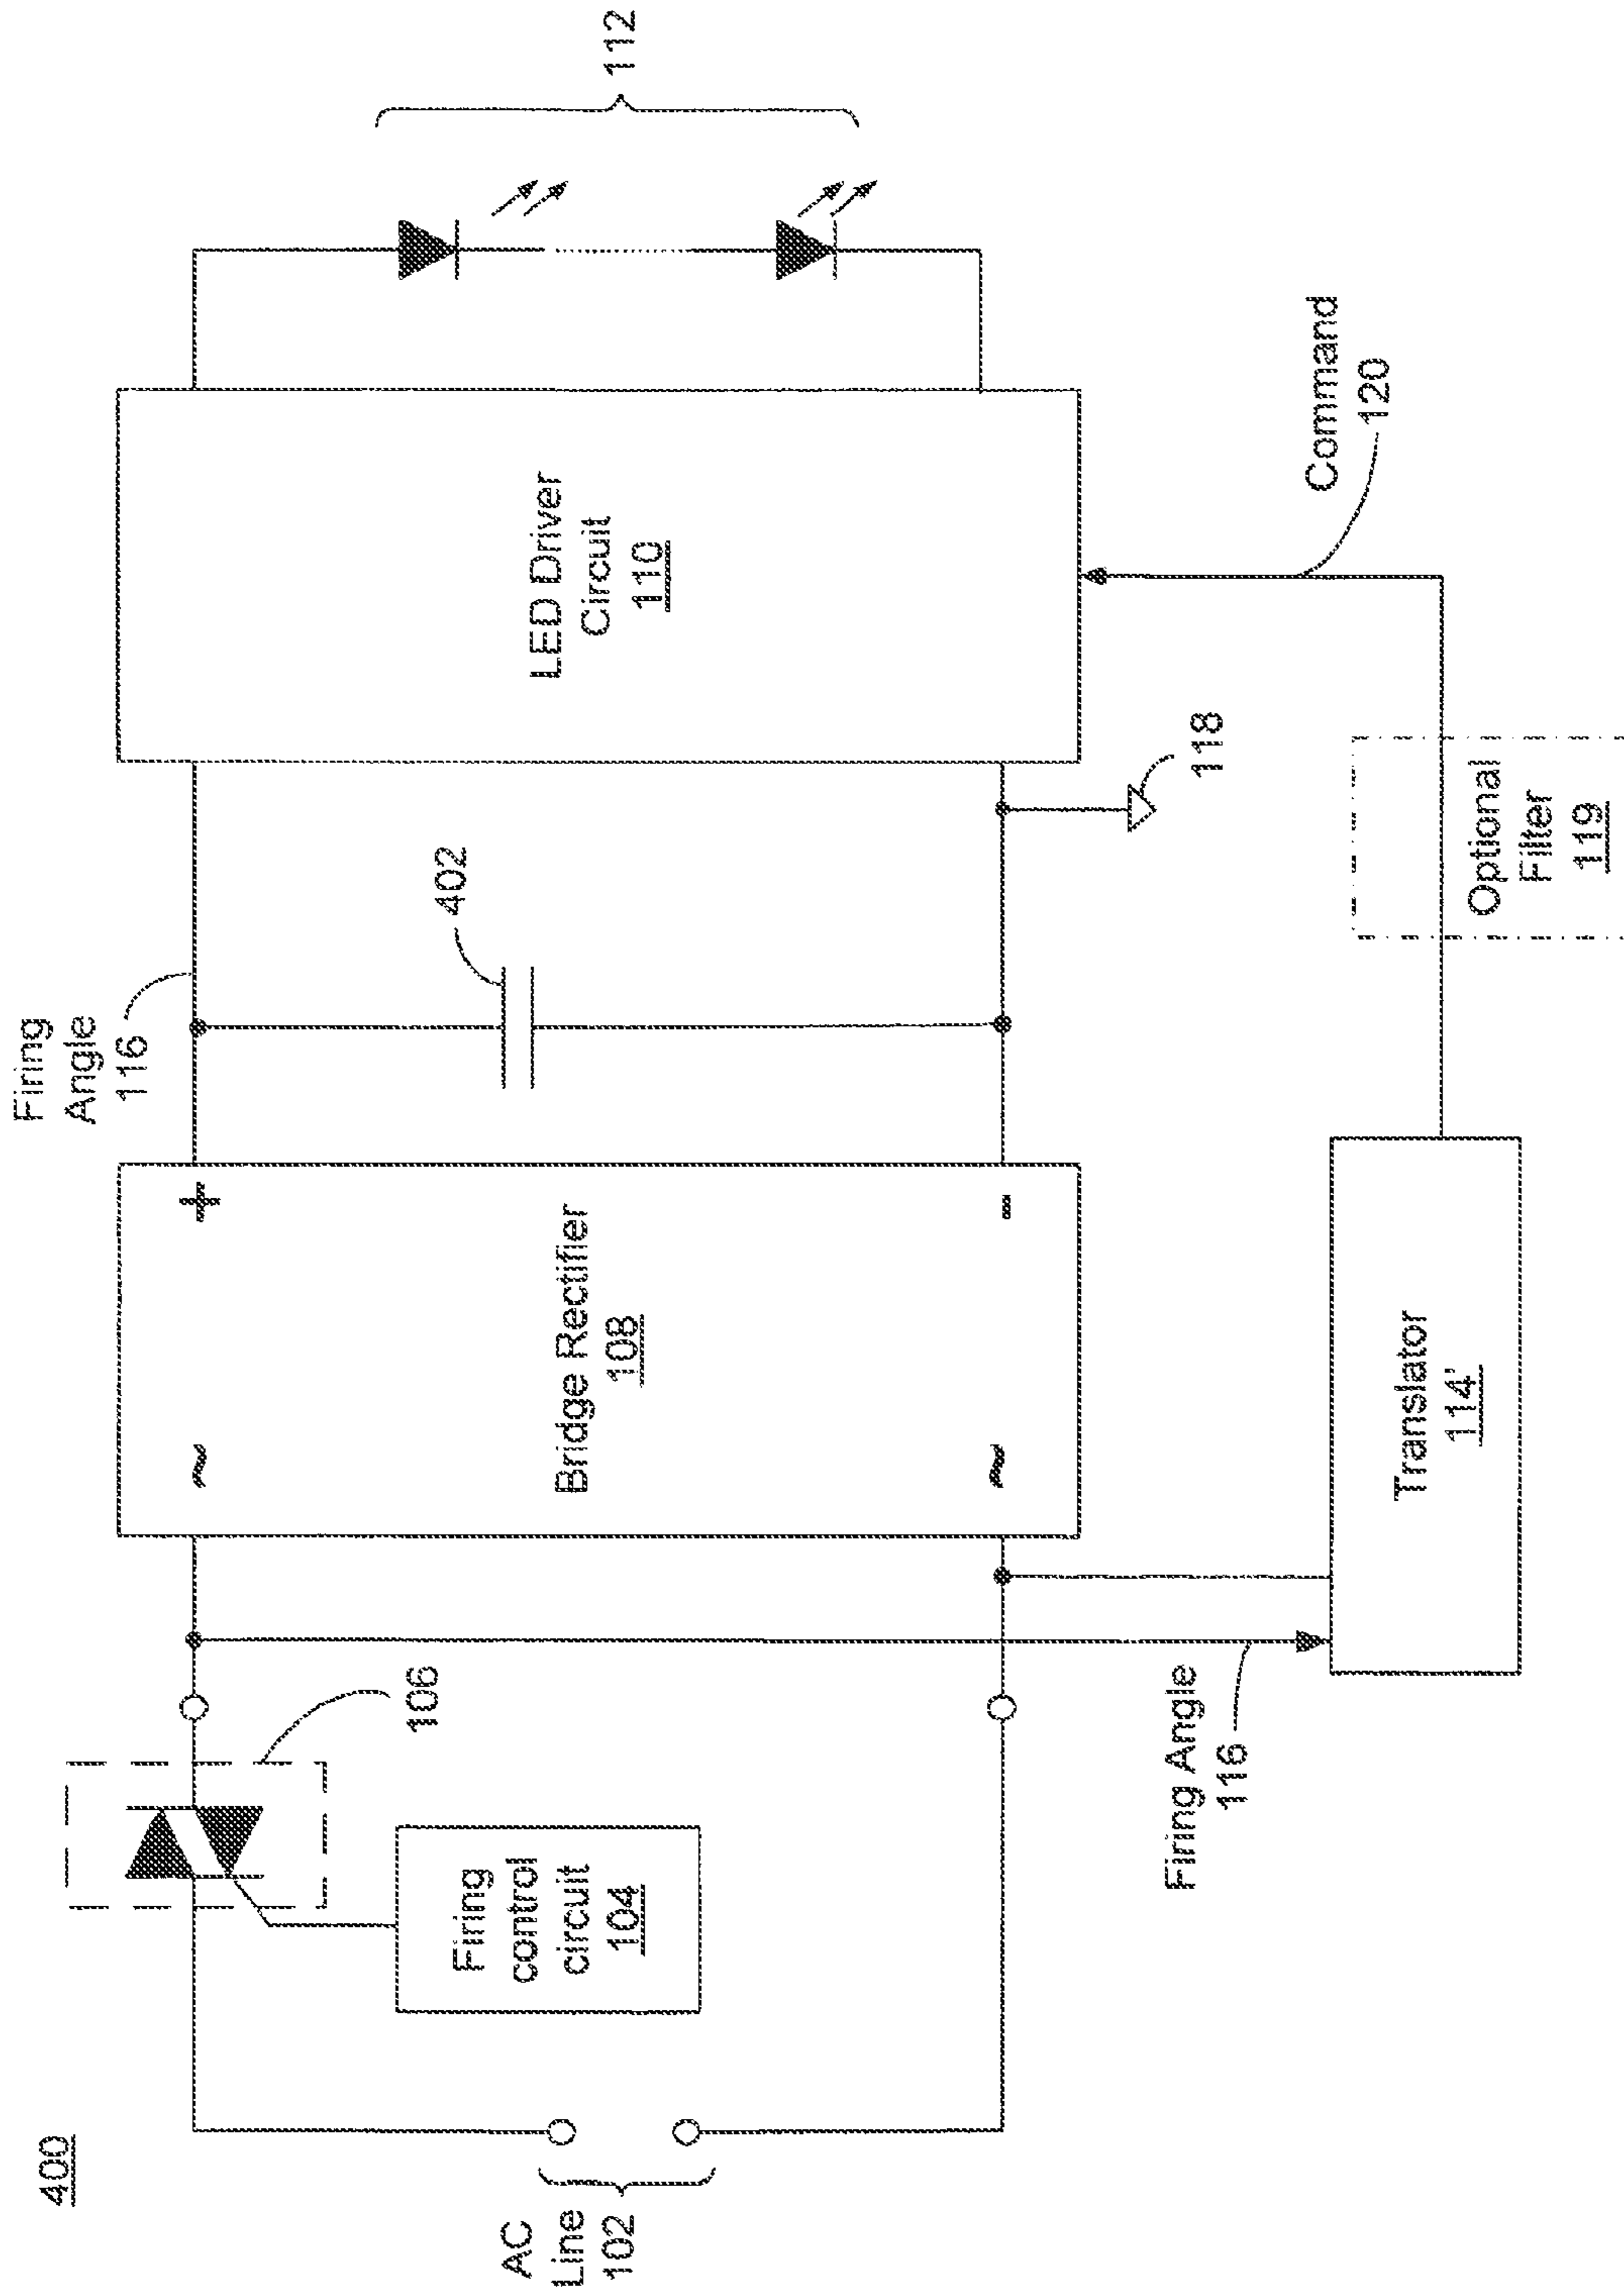 400
Firing
Angle
116
106
402
Bridge Rectifier
108
~
~
+
-
LED Driver
Circuit
110
112
Firing
control
circuit
104
AC
Line
102
118
Firing Angle
116
Translator
114'
Optional
Filter
119
Command
120